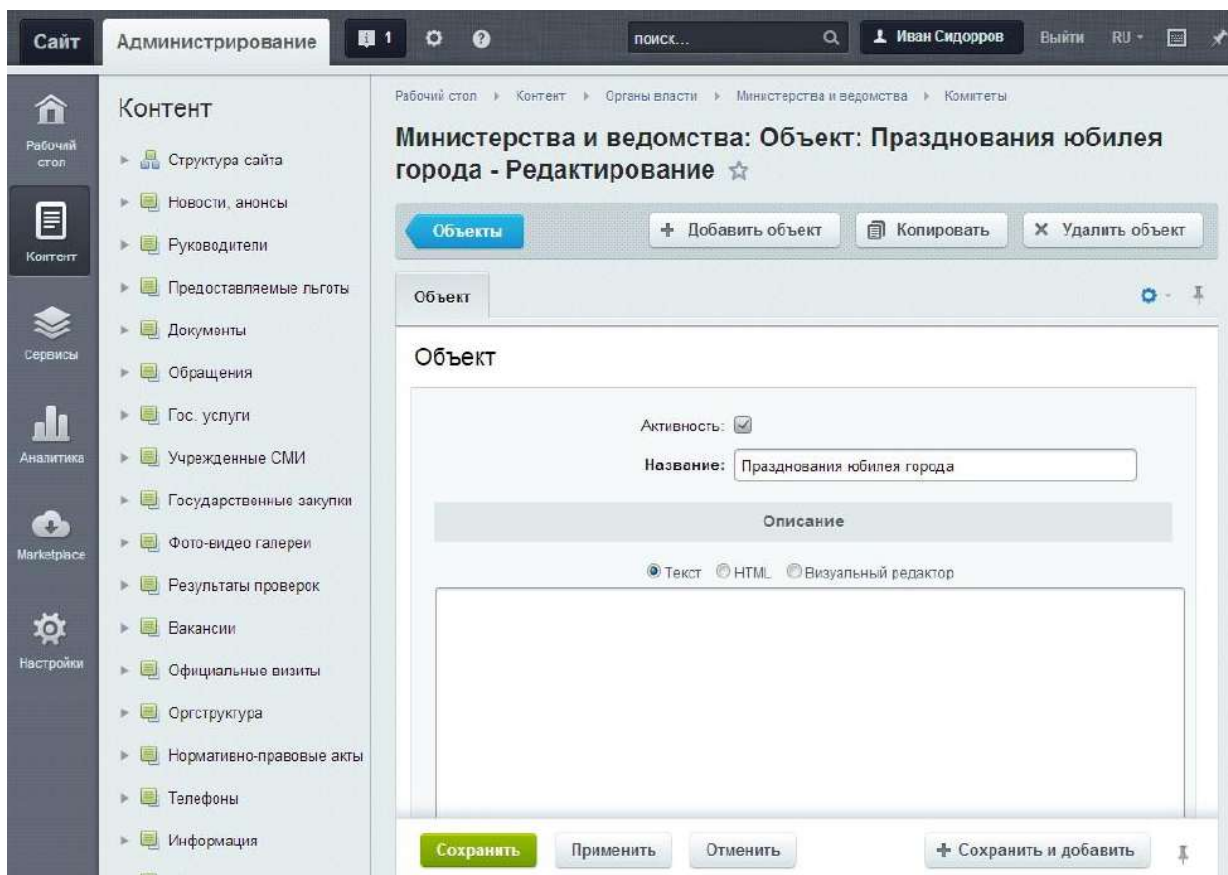 Сайт
Администрирование
1
поиск...
Иван Сидорров
Выйти
RU
Рабочий стол
Контент
Сервисы
Аналитика
Marketplace
Настройки
Контент
Структура сайта
Новости, анонсы
Руководители
Предоставляемые льготы
Документы
Обращения
Гос. услуги
Учрежденные СМИ
Государственные закупки
Фото-видео галереи
Результаты проверок
Вакансии
Официальные визиты
Оргструктура
Нормативно-правовые акты
Телефоны
Информация
Рабочий стол Контент Органы власти Министерства и ведомства Комитеты
Министерства и ведомства: Объект: Празднования юбилея
города - Редактирование
Объекты
Добавить объект
Копировать
Удалить объект
Объект
Объект
Активность:
Название: Празднования юбилея города
Описание
Текст HTML Визуальный редактор
Сохранить
Применить
Отменить
Сохранить и добавить